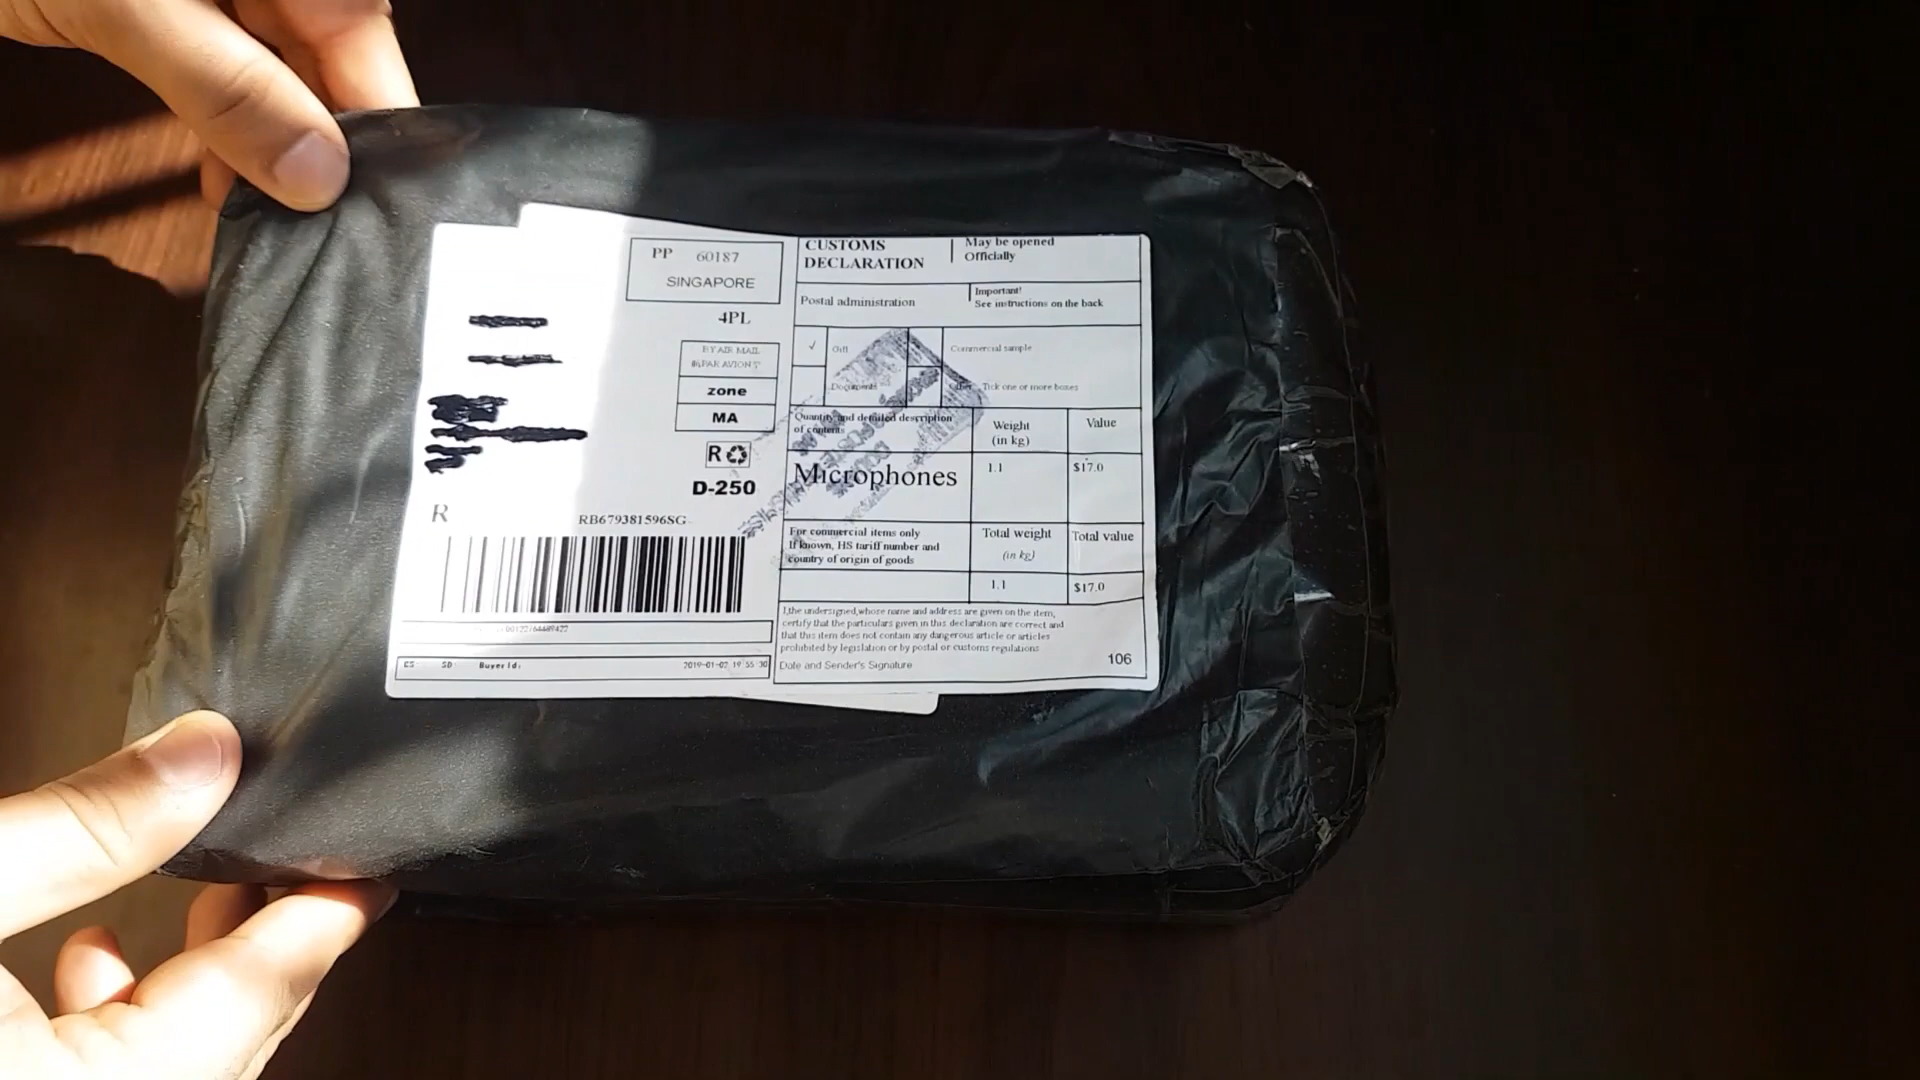 PP 60187
SINGAPORE
4PL
BY AIR MAIL
PAR AVION
zone
MA
R
D-250
R
RB679381596SG
ES: SD: Buyer Id: 2019-01-02 19:55:30
CUSTOMS
DECLARATION
May be opened
Officially
Postal administration
Important!
See instructions on the back
√ Gift
Commercial sample
Documents
Other Tick one or more boxes
Quantity and detailed description
of contents
Weight
(in kg)
Value
Microphones
1.1
$17.0
For commercial items only
If known, HS tariff number and
country of origin of goods
Total weight
(in kg)
Total value
1.1
$17.0
I,the undersigned,whose name and address are given on the item,
certify that the particulars given in this declaration are correct and
that this item does not contain any dangerous article or articles
prohibited by legislation or by postal or customs regulations
Date and Sender's Signature
106